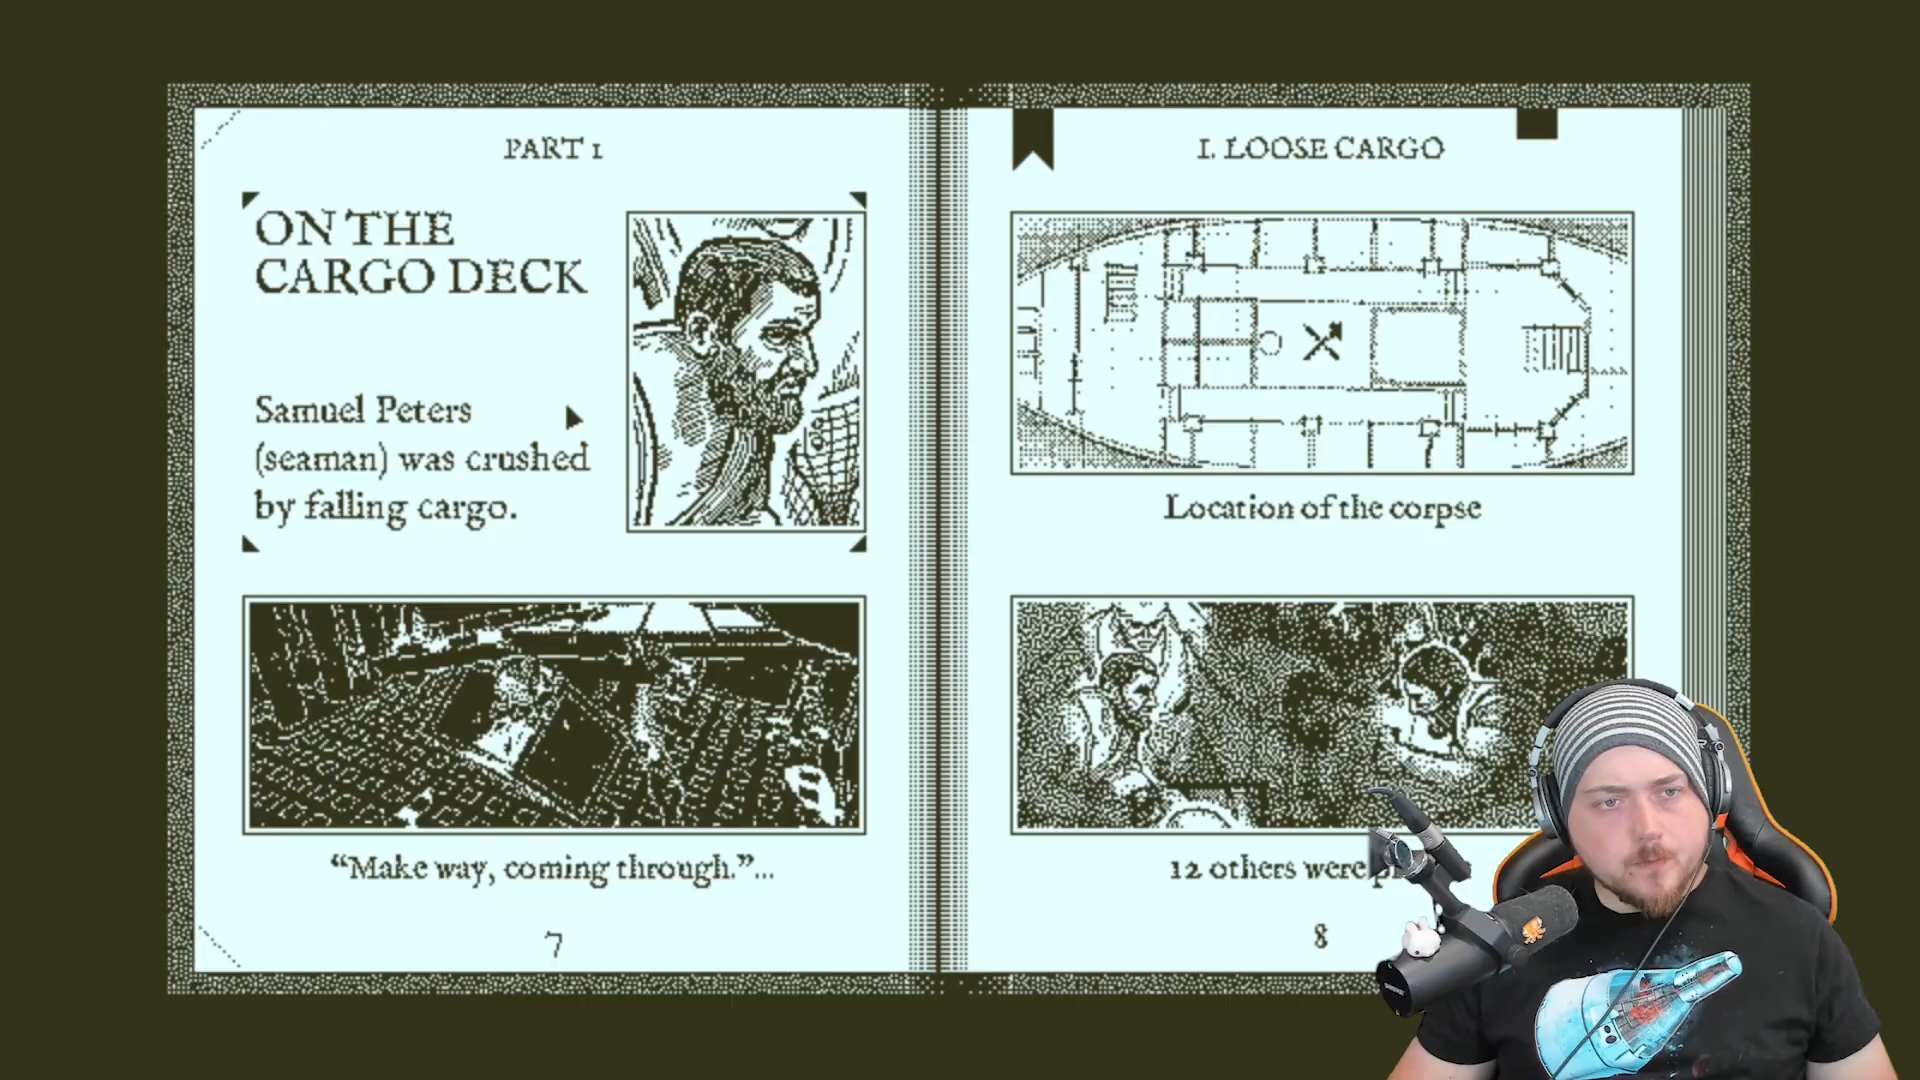 PART 1
ON THE
CARGO DECK
Samuel Peters
(seaman) was crushed
by falling cargo.
“Make way, coming through.”...
7
I. LOOSE CARGO
Location of the corpse
12 others were
8